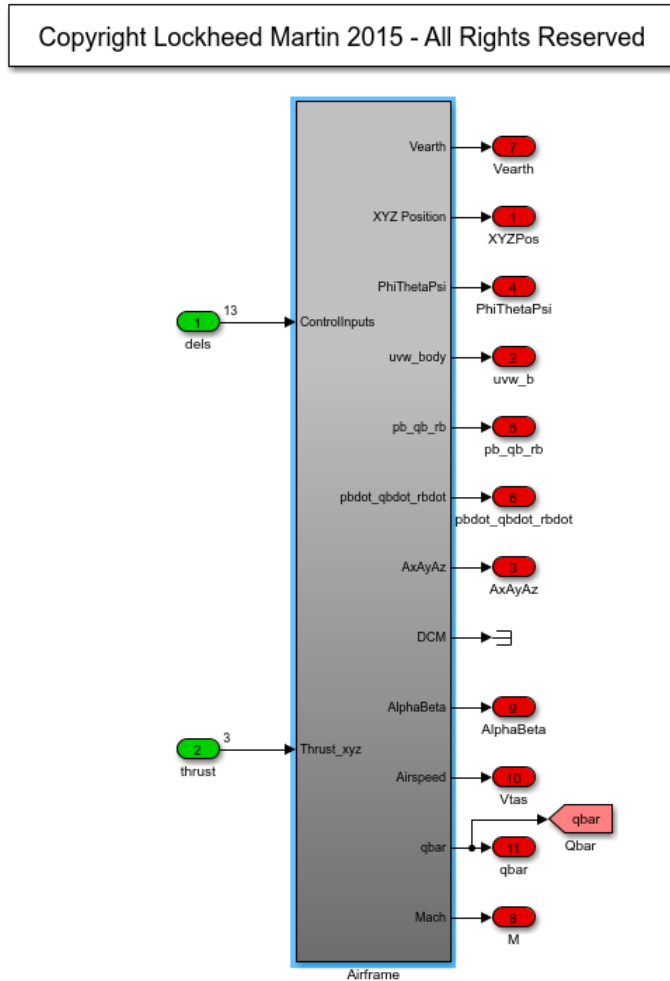 Copyright Lockheed Martin 2015 - All Rights Reserved
Vearth
7
Vearth
XYZ Position
1
XYZPos
PhiThetaPsi
4
PhiThetaPsi
1
13
ControlInputs
dels
uvw_body
2
uvw_b
pb_qb_rb
5
pb_qb_rb
pbdot_qbdot_rbdot
6
pbdot_qbdot_rbdot
AxAyAz
3
AxAyAz
DCM
AlphaBeta
9
AlphaBeta
2
3
Thrust_xyz
thrust
Airspeed
10
Vtas
qbar
Qbar
qbar
11
qbar
Mach
8
M
Airframe